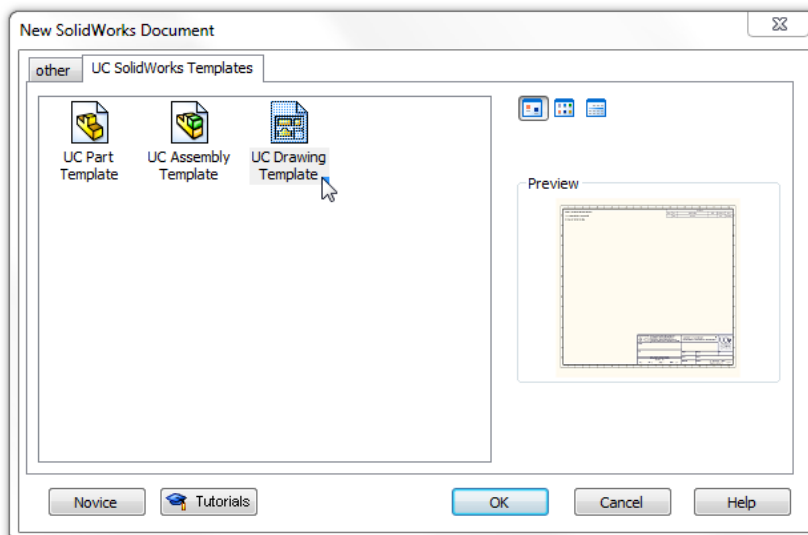 New SolidWorks Document
other
UC SolidWorks Templates
UC Part
Template
UC Assembly
Template
UC Drawing
Template
Preview
Novice
Tutorials
OK
Cancel
Help